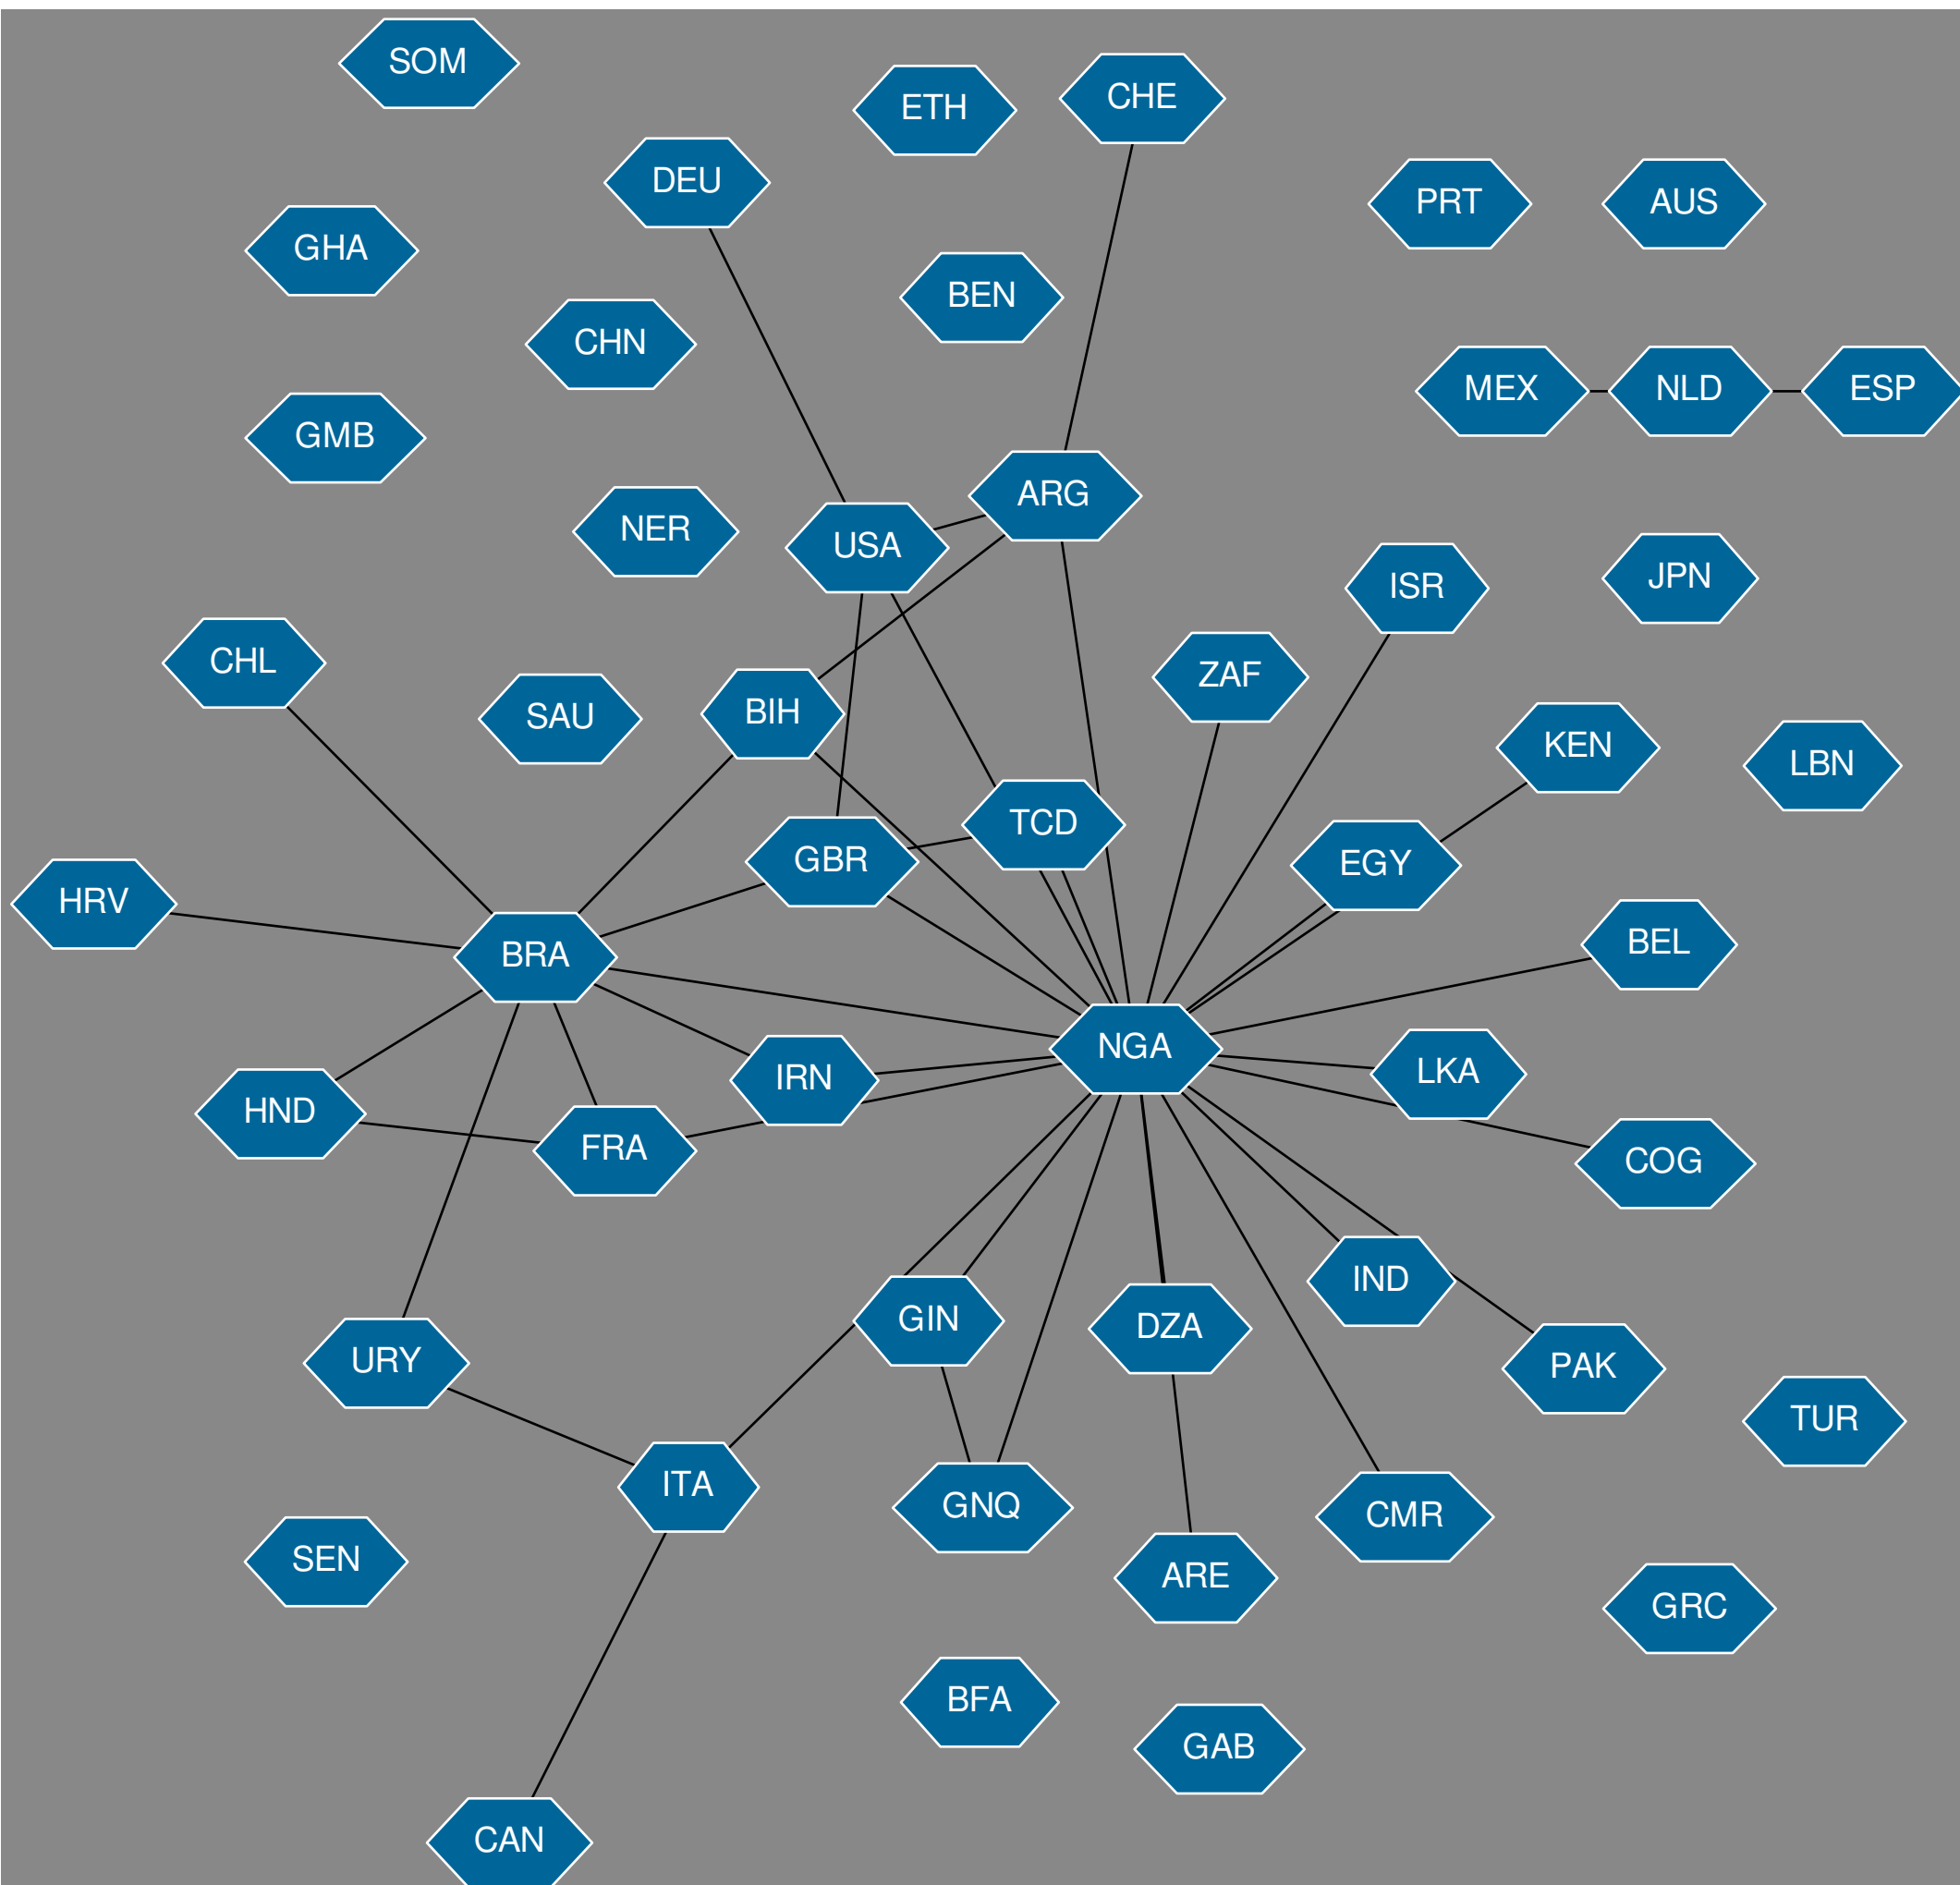 SOM
CHE
ETH
DEU
PRT
AUS
GHA
BEN
CHN
MEX
NLD
ESP
GMB
ARG
NER
USA
JPN
ISR
CHL
ZAF
SAU
BIH
KEN
LBN
TCD
GBR
EGY
HRV
BEL
BRA
NGA
LKA
IRN
HND
FRA
COG
IND
GIN
DZA
URY
PAK
TUR
ITA
GNQ
CMR
SEN
ARE
GRC
BFA
GAB
CAN